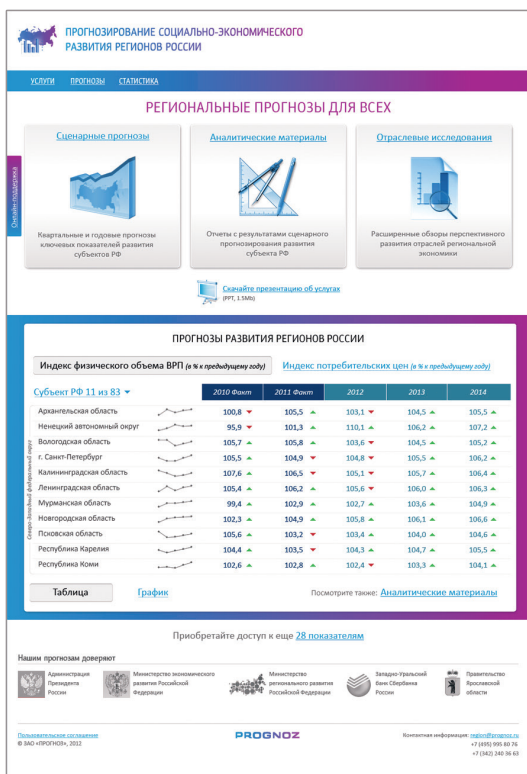 ПРОГНОЗИРОВАНИЕ СОЦИАЛЬНО-ЭКОНОМИЧЕСКОГО
РАЗВИТИЯ РЕГИОНОВ РОССИИ
УСЛУГИ ПРОГНОЗЫ СТАТИСТИКА
РЕГИОНАЛЬНЫЕ ПРОГНОЗЫ ДЛЯ ВСЕХ
Онлайн-поддержка
Сценарные прогнозы
Квартальные и годовые прогнозы
ключевых показателей развития
субъектов РФ
Аналитические материалы
Отчеты с результатами сценарного
прогнозирования развития
субъекта РФ
Отраслевые исследования
Расширенные обзоры перспективного
развития отраслей региональной
экономики
Скачайте презентацию об услугах
(PPT, 1.5Mb)
ПРОГНОЗЫ РАЗВИТИЯ РЕГИОНОВ РОССИИ
Индекс физического объема ВРП (в % к предыдущему году) Индекс потребительских цен (в % к предыдущему году)
Субъект РФ 11 из 83 ▼ 2010 Факт 2011 Факт 2012 2013 2014
Северо-Западный федеральный округ
Архангельская область 100,8 ▼ 105,5 ▲ 103,1 ▼ 104,5 ▲ 105,5 ▲
Ненецкий автономный округ 95,9 ▼ 101,3 ▲ 110,1 ▲ 106,2 ▲ 107,2 ▲
Вологодская область 105,7 ▲ 105,8 ▲ 103,6 ▼ 104,5 ▲ 105,2 ▲
г. Санкт-Петербург 105,5 ▲ 104,9 ▼ 104,8 ▼ 105,5 ▲ 106,2 ▲
Калининградская область 107,6 ▲ 106,5 ▼ 105,1 ▼ 105,7 ▲ 106,4 ▲
Ленинградская область 105,4 ▲ 106,2 ▲ 105,6 ▼ 106,0 ▲ 106,3 ▲
Мурманская область 99,4 ▲ 102,9 ▲ 102,7 ▲ 103,6 ▲ 104,9 ▲
Новгородская область 102,3 ▲ 104,9 ▲ 105,8 ▲ 106,1 ▲ 106,6 ▲
Псковская область 105,6 ▲ 103,2 ▼ 103,4 ▲ 104,0 ▲ 104,6 ▲
Республика Карелия 104,4 ▲ 103,5 ▼ 104,3 ▲ 104,7 ▲ 105,5 ▲
Республика Коми 102,6 ▲ 102,8 ▲ 102,4 ▼ 103,3 ▲ 104,1 ▲
Таблица График Посмотрите также: Аналитические материалы
Приобретайте доступ к еще 28 показателям
Нашим прогнозам доверяют
Администрация
Президента
России
Министерство экономического
развития Российской
Федерации
Министерство
регионального развития
Российской Федерации
Западно-Уральский
банк Сбербанка
России
Правительство
Ярославской
области
Пользовательское соглашение
© ЗАО «ПРОГНОЗ», 2012
PROGNOZ
Контактная информация: region@prognoz.ru
+7 (495) 995 80 76
+7 (342) 240 36 63